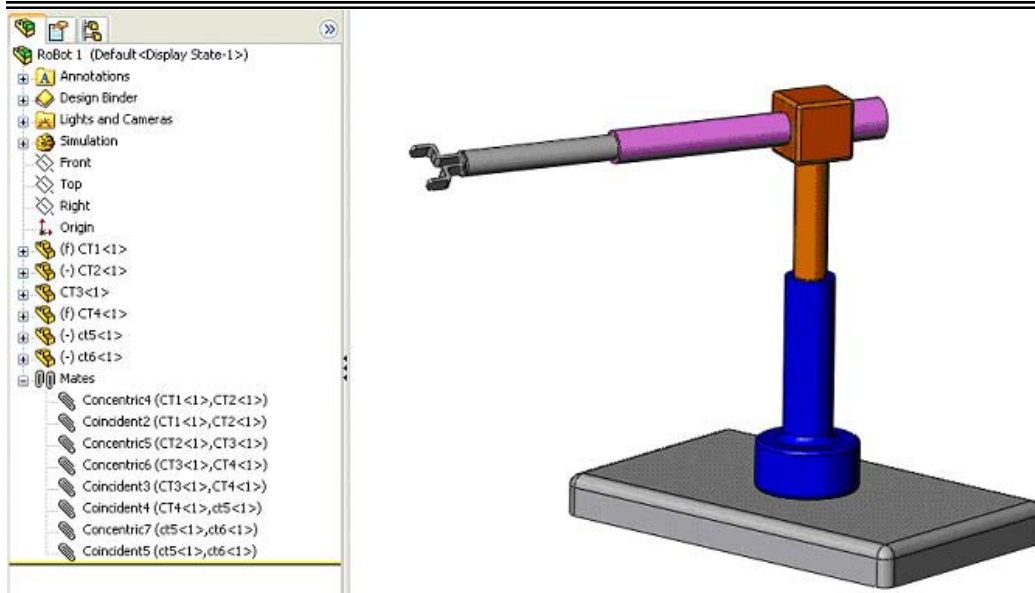 RoBot 1 (Default<Display State-1>)
Annotations
Design Binder
Lights and Cameras
Simulation
Front
Top
Right
Origin
(f) CT1<1>
(-) CT2<1>
CT3<1>
(f) CT4<1>
(-) ct5<1>
(-) ct6<1>
Mates
Concentric4 (CT1<1>,CT2<1>)
Coincident2 (CT1<1>,CT2<1>)
Concentric5 (CT2<1>,CT3<1>)
Concentric6 (CT3<1>,CT4<1>)
Coincident3 (CT3<1>,CT4<1>)
Coincident4 (CT4<1>,ct5<1>)
Concentric7 (ct5<1>,ct6<1>)
Coincident5 (ct5<1>,ct6<1>)